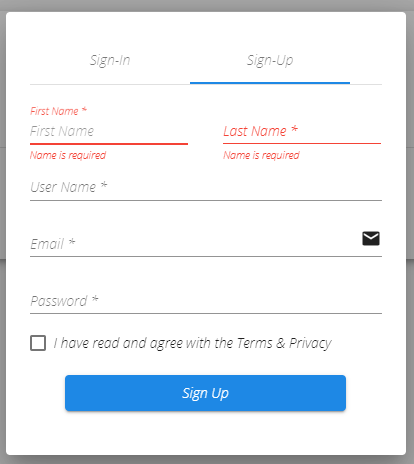 Sign-In Sign-Up
First Name *
First Name Last Name *
Name is required Name is required
User Name *
Email *
Password *
I have read and agree with the Terms & Privacy
Sign Up